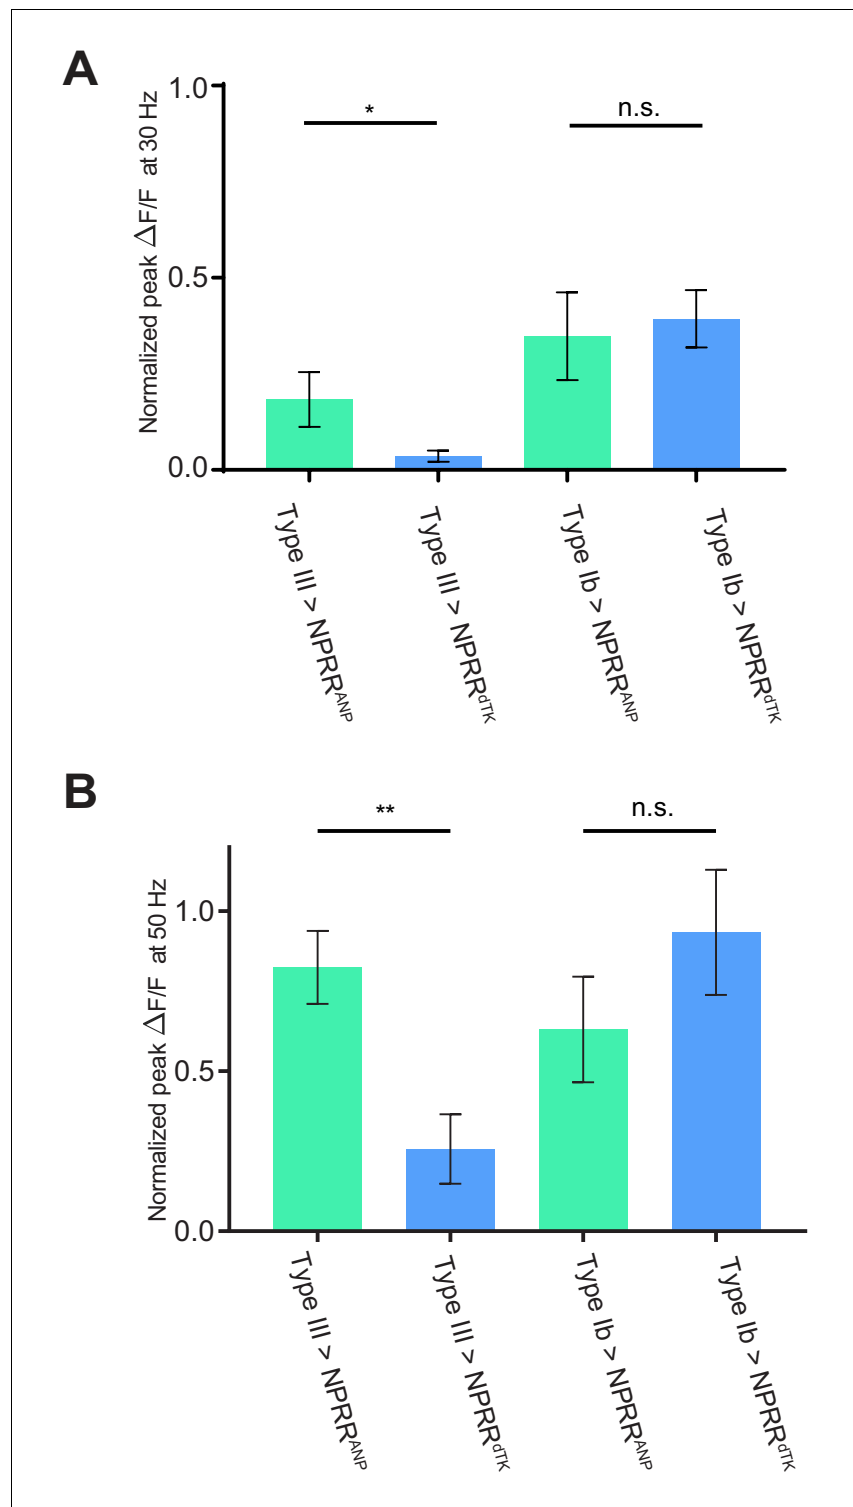 A
Normalized peak △F/F at 30 Hz
1.0
0.5
0.0
*
n.s.
Type III > NPRR^ANP
Type III > NPRR^dTK
Type Ib > NPRR^ANP
Type Ib > NPRR^dTK
B
Normalized peak △F/F at 50 Hz
1.0
0.5
0.0
**
n.s.
Type III > NPRR^ANP
Type III > NPRR^dTK
Type Ib > NPRR^ANP
Type Ib > NPRR^dTK